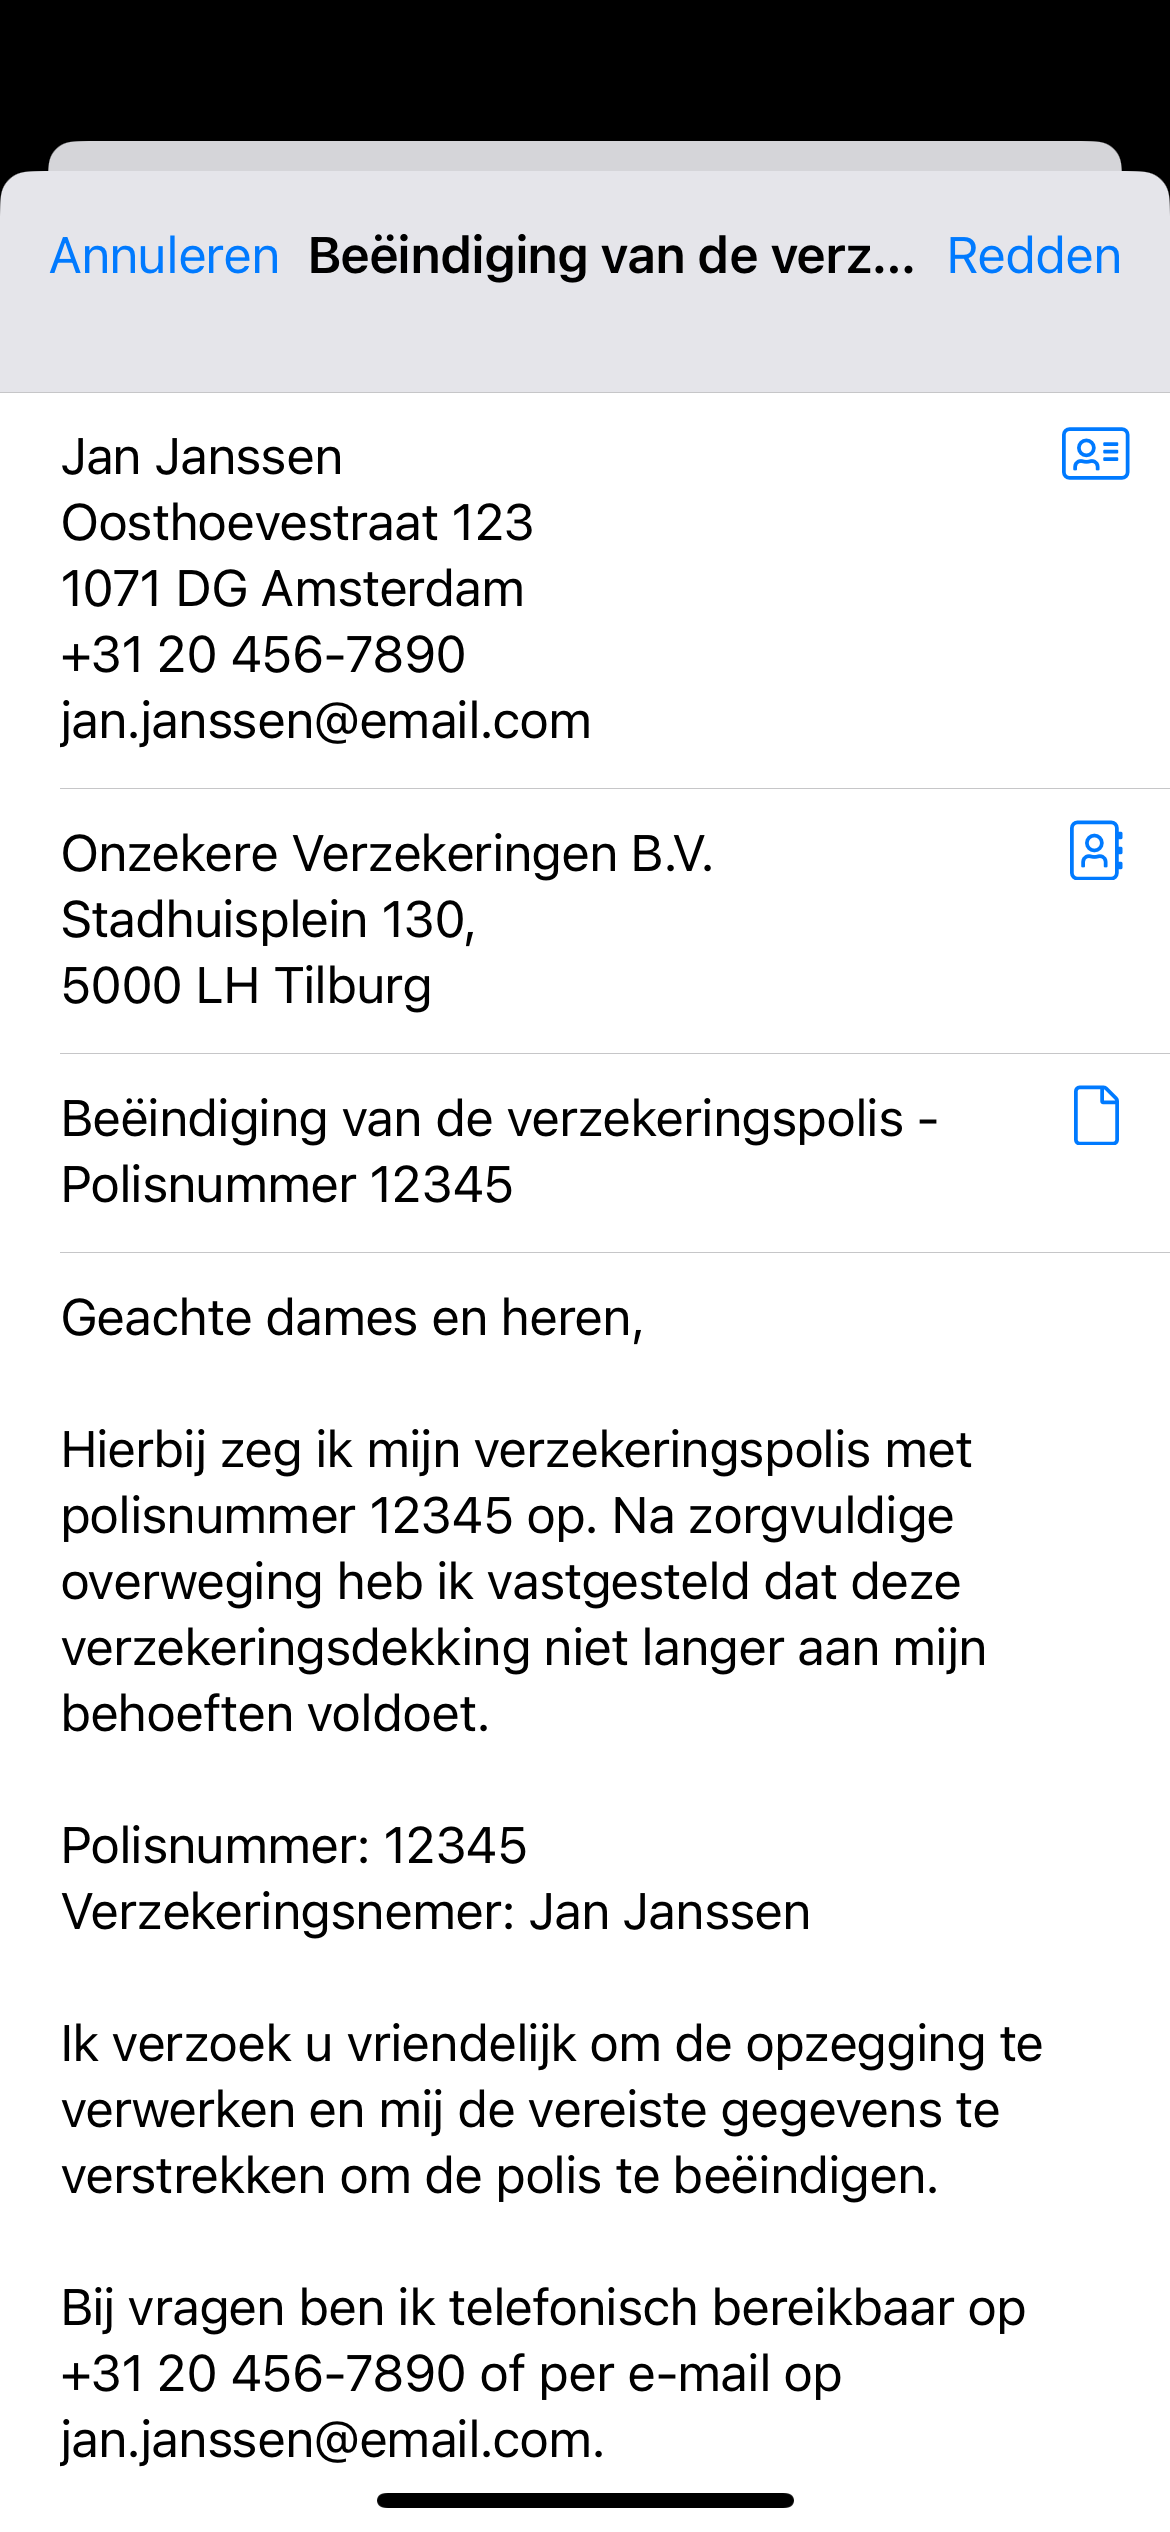 Annuleren Beëindiging van de verz... Redden
Jan Janssen
Oosthoevestraat 123
1071 DG Amsterdam
+31 20 456-7890
jan.janssen@email.com
Onzekere Verzekeringen B.V.
Stadhuisplein 130,
5000 LH Tilburg
Beëindiging van de verzekeringspolis -
Polisnummer 12345
Geachte dames en heren,
Hierbij zeg ik mijn verzekeringspolis met
polisnummer 12345 op. Na zorgvuldige
overweging heb ik vastgesteld dat deze
verzekeringsdekking niet langer aan mijn
behoeften voldoet.
Polisnummer: 12345
Verzekeringsnemer: Jan Janssen
Ik verzoek u vriendelijk om de opzegging te
verwerken en mij de vereiste gegevens te
verstrekken om de polis te beëindigen.
Bij vragen ben ik telefonisch bereikbaar op
+31 20 456-7890 of per e-mail op
jan.janssen@email.com.